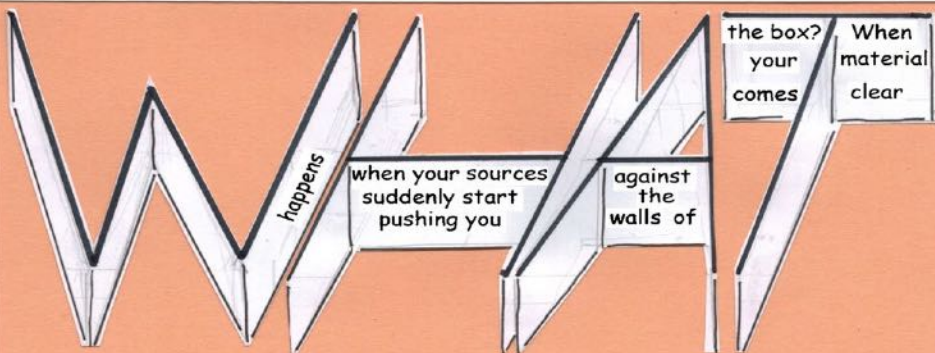 WHAT
happens
when your sources
suddenly start
pushing you
against
the
walls of
the box? When
your material
comes clear